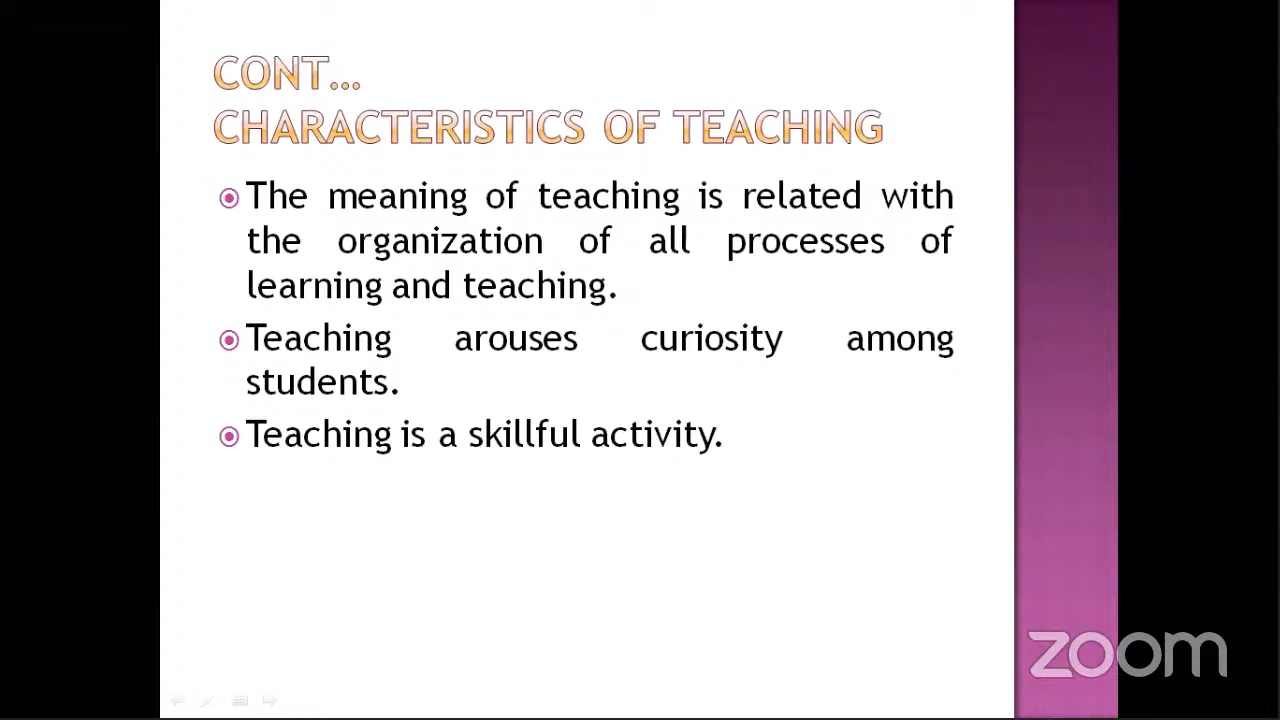 CONT...
CHARACTERISTICS OF TEACHING
The meaning of teaching is related with
the organization of all processes of
learning and teaching.
Teaching arouses curiosity among
students.
Teaching is a skillful activity.
zoom